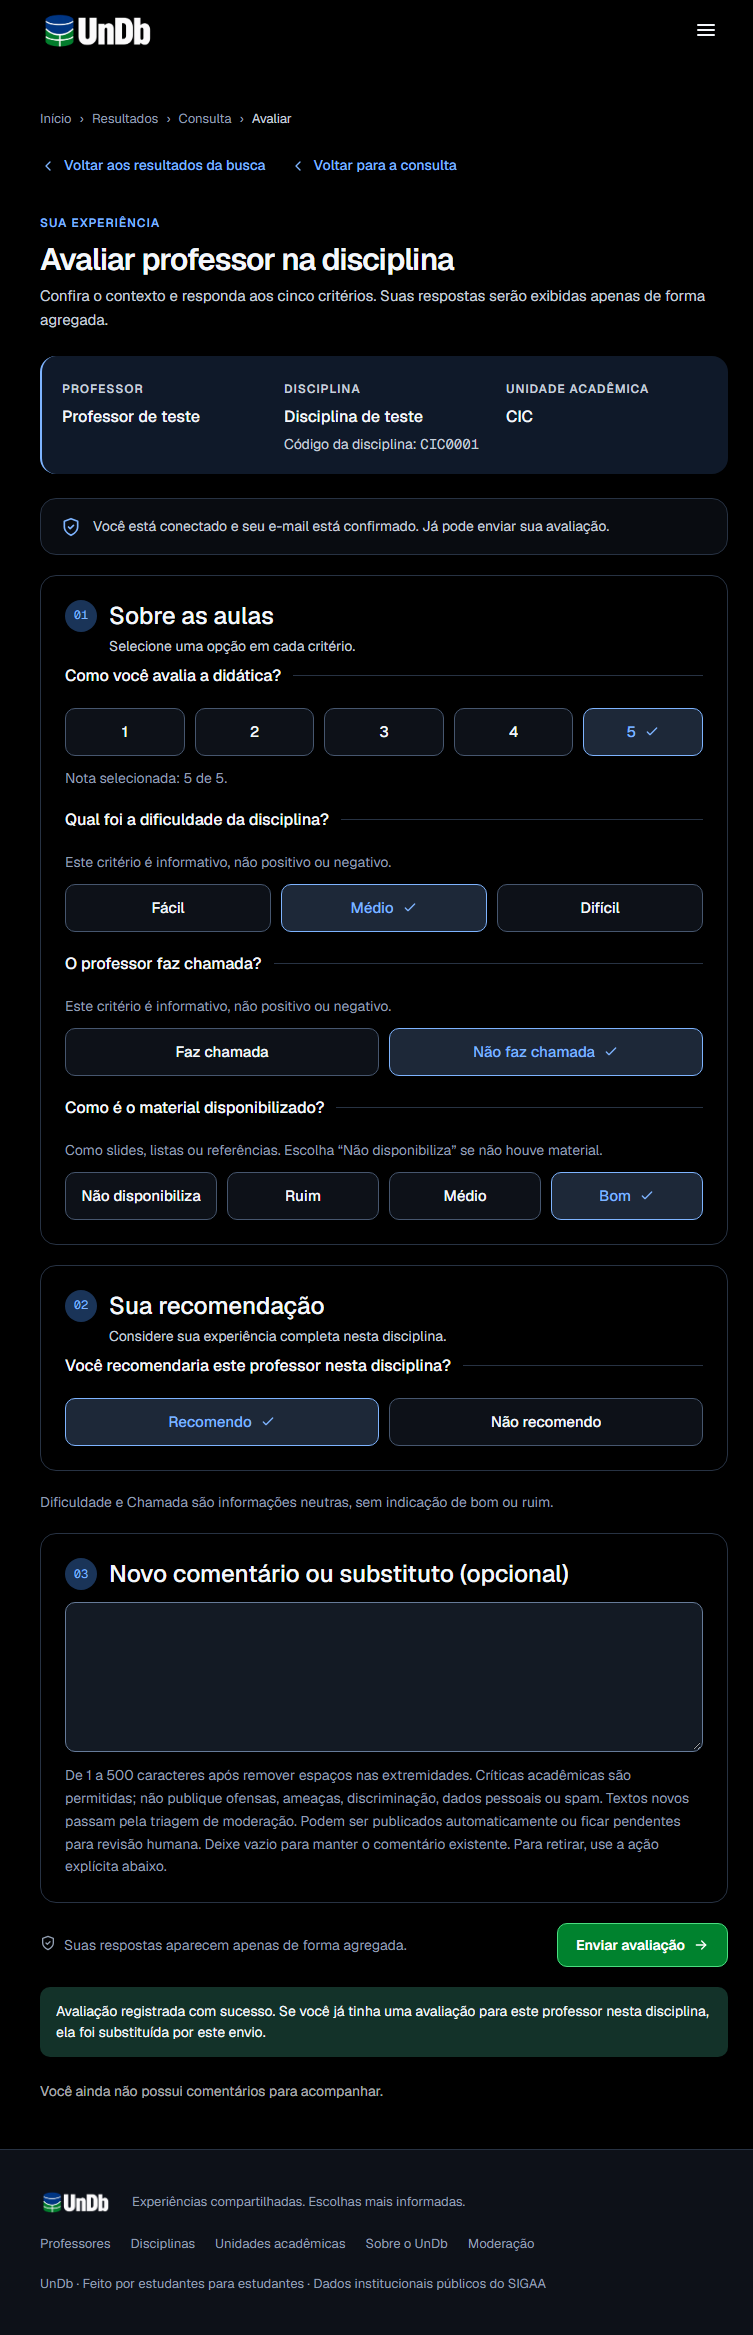 UnDb
Início › Resultados › Consulta › Avaliar
Voltar aos resultados da busca Voltar para a consulta
SUA EXPERIÊNCIA
Avaliar professor na disciplina
Confira o contexto e responda aos cinco critérios. Suas respostas serão exibidas apenas de forma
agregada.
PROFESSOR DISCIPLINA UNIDADE ACADÊMICA
Professor de teste Disciplina de teste CIC
Código da disciplina: CIC0001
Você está conectado e seu e-mail está confirmado. Já pode enviar sua avaliação.
01 Sobre as aulas
Selecione uma opção em cada critério.
Como você avalia a didática?
1 2 3 4 5
Nota selecionada: 5 de 5.
Qual foi a dificuldade da disciplina?
Este critério é informativo, não positivo ou negativo.
Fácil Médio Difícil
O professor faz chamada?
Este critério é informativo, não positivo ou negativo.
Faz chamada Não faz chamada
Como é o material disponibilizado?
Como slides, listas ou referências. Escolha “Não disponibiliza” se não houve material.
Não disponibiliza Ruim Médio Bom
02 Sua recomendação
Considere sua experiência completa nesta disciplina.
Você recomendaria este professor nesta disciplina?
Recomendo Não recomendo
Dificuldade e Chamada são informações neutras, sem indicação de bom ou ruim.
03 Novo comentário ou substituto (opcional)
De 1 a 500 caracteres após remover espaços nas extremidades. Críticas acadêmicas são
permitidas; não publique ofensas, ameaças, discriminação, dados pessoais ou spam. Textos novos
passam pela triagem de moderação. Podem ser publicados automaticamente ou ficar pendentes
para revisão humana. Deixe vazio para manter o comentário existente. Para retirar, use a ação
explícita abaixo.
Suas respostas aparecem apenas de forma agregada. Enviar avaliação
Avaliação registrada com sucesso. Se você já tinha uma avaliação para este professor nesta disciplina,
ela foi substituída por este envio.
Você ainda não possui comentários para acompanhar.
UnDb Experiências compartilhadas. Escolhas mais informadas.
Professores Disciplinas Unidades acadêmicas Sobre o UnDb Moderação
UnDb · Feito por estudantes para estudantes · Dados institucionais públicos do SIGAA